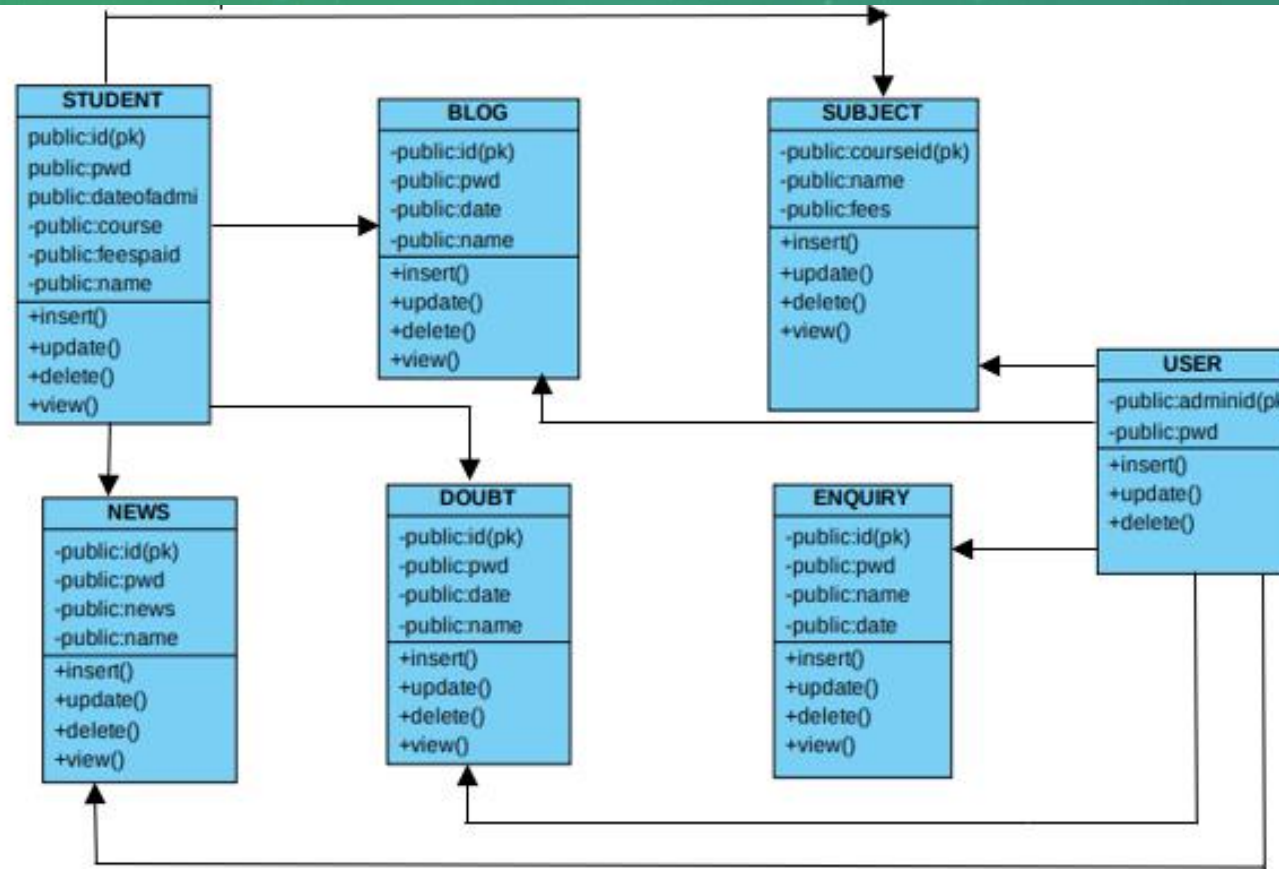 STUDENT
public:id(pk)
public:pwd
public:dateofadmi
-public:course
-public:feespaid
-public:name
+insert()
+update()
+delete()
+view()
BLOG
-public:id(pk)
-public:pwd
-public:date
-public:name
+insert()
+update()
+delete()
+view()
SUBJECT
-public:courseid(pk)
-public:name
-public:fees
+insert()
+update()
+delete()
+view()
USER
-public:adminid(pk
-public:pwd
+insert()
+update()
+delete()
NEWS
-public:id(pk)
-public:pwd
-public:news
-public:name
+insert()
+update()
+delete()
+view()
DOUBT
-public:id(pk)
-public:pwd
-public:date
-public:name
+insert()
+update()
+delete()
+view()
ENQUIRY
-public:id(pk)
-public:pwd
-public:name
-public:date
+insert()
+update()
+delete()
+view()